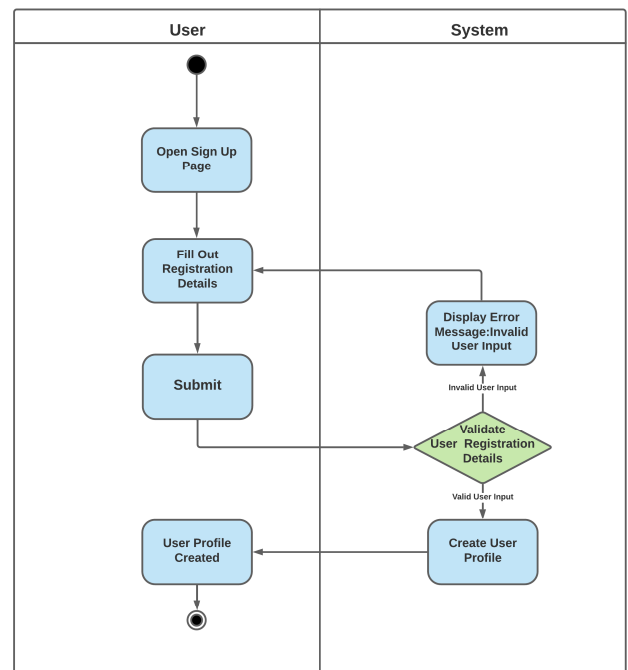 User
System
Open Sign Up
Page
Fill Out
Registration
Details
Display Error
Message:Invalid
User Input
Submit
Invalid User Input
Validate
User Registration
Details
Valid User Input
User Profile
Created
Create User
Profile